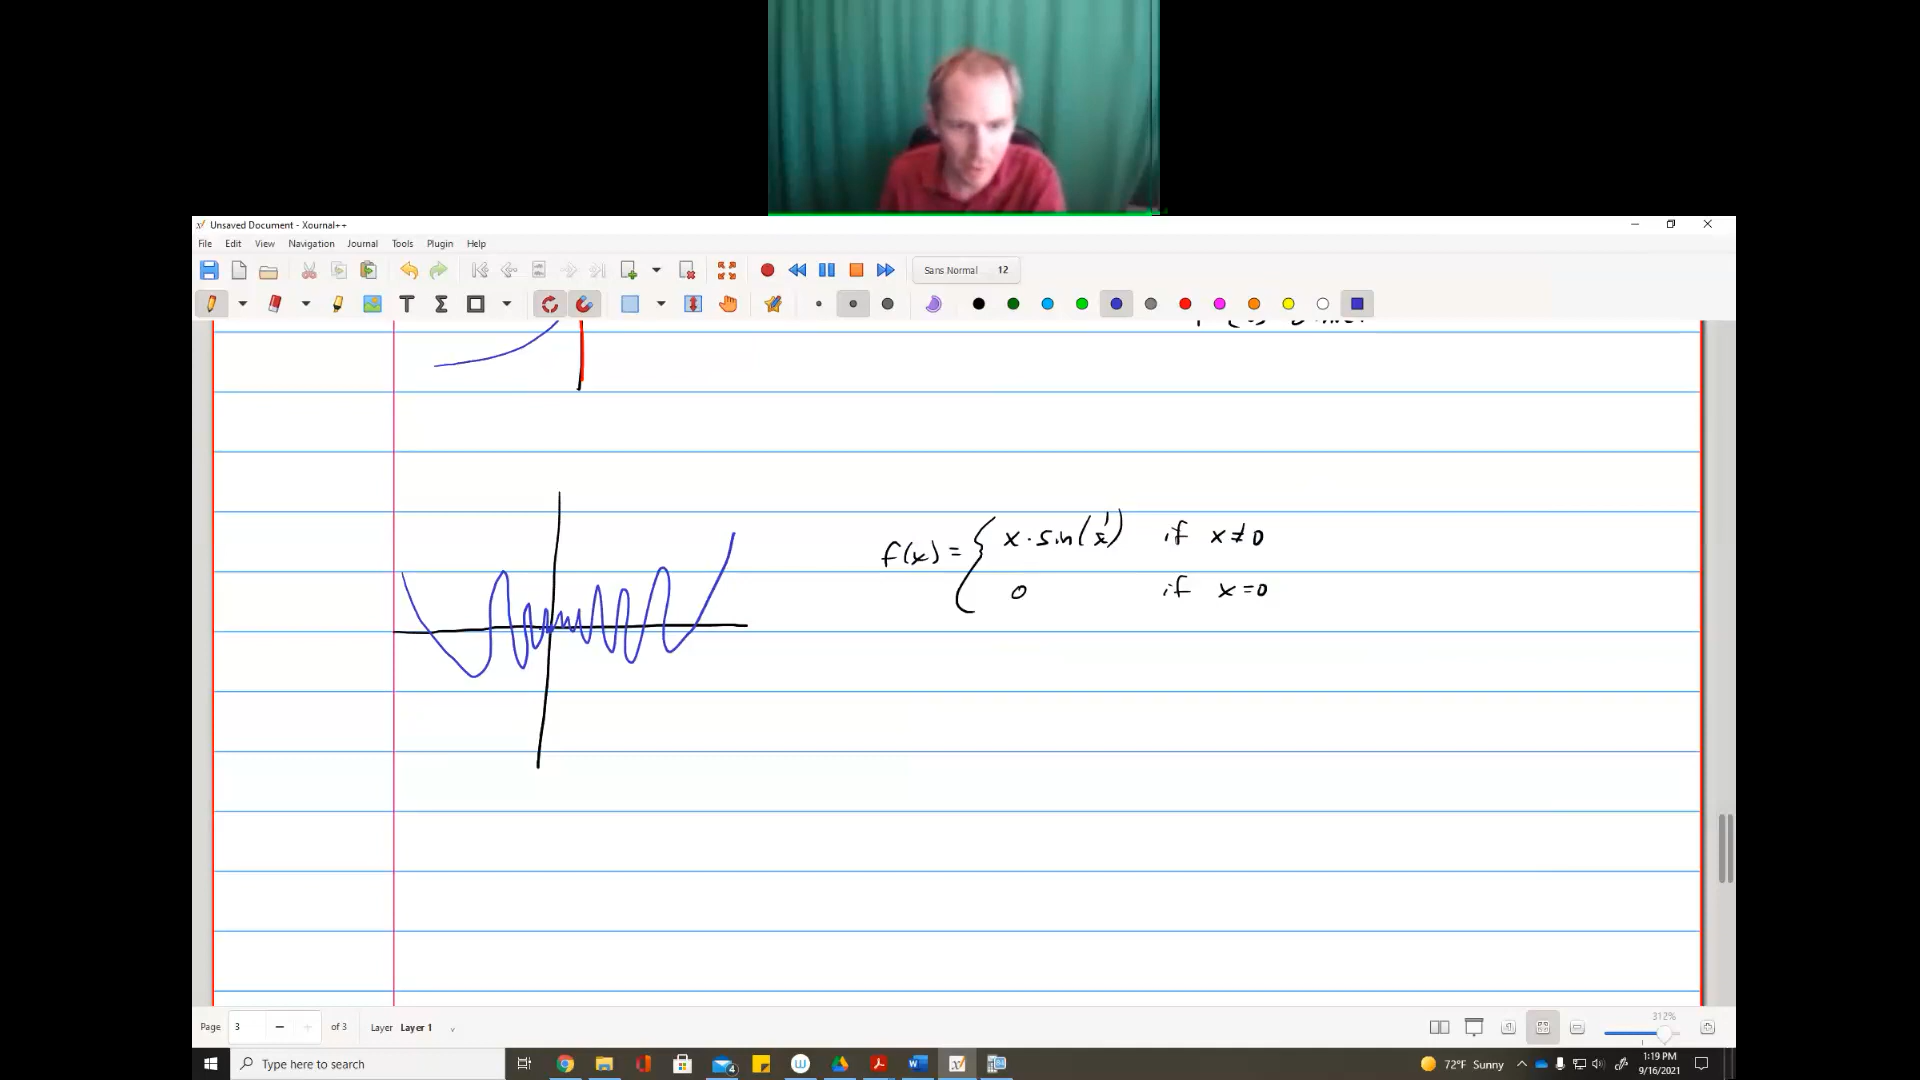 Unsaved Document - Xournal++
File Edit View Navigation Journal Tools Plugin Help
Sans Normal 12
f(x) = { x · sin(1/x) if x ≠ 0
0 if x = 0
Page 3 of 3 Layer Layer 1
312%
Type here to search
4
72°F Sunny
1:19 PM
9/16/2021